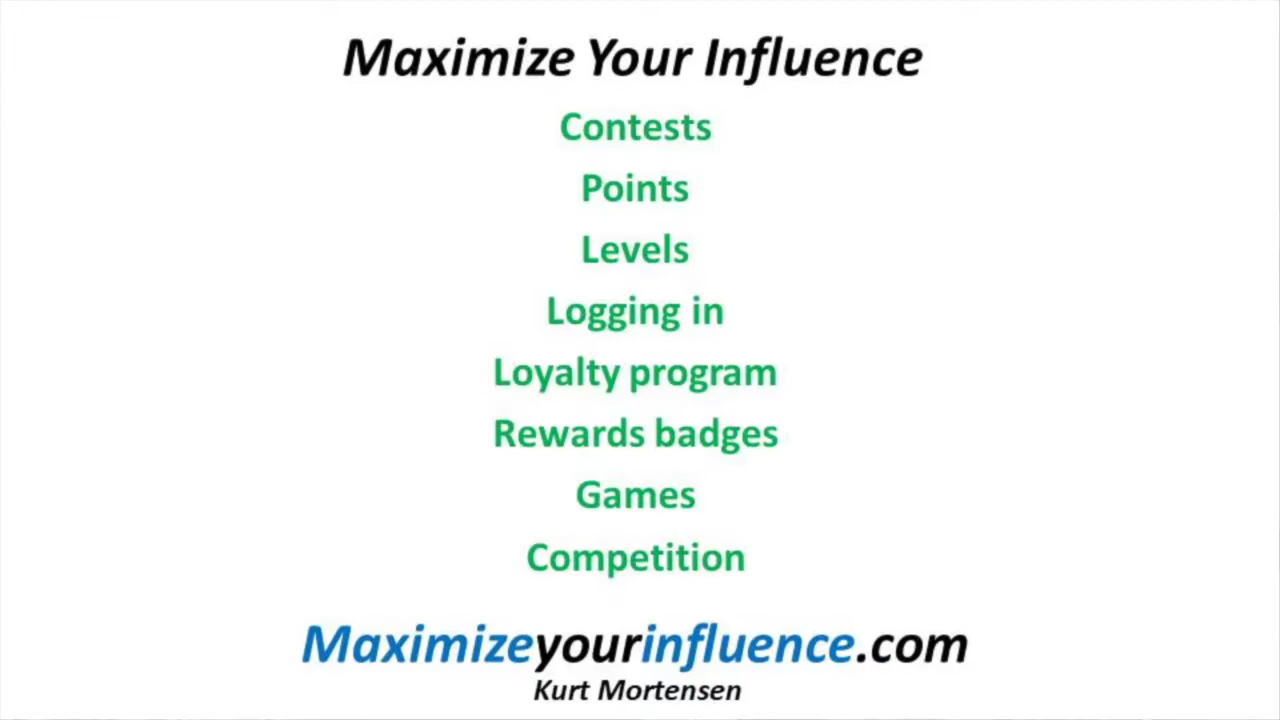 Maximize Your Influence
Contests
Points
Levels
Logging in
Loyalty program
Rewards badges
Games
Competition
Maximizeyourinfluence.com
Kurt Mortensen